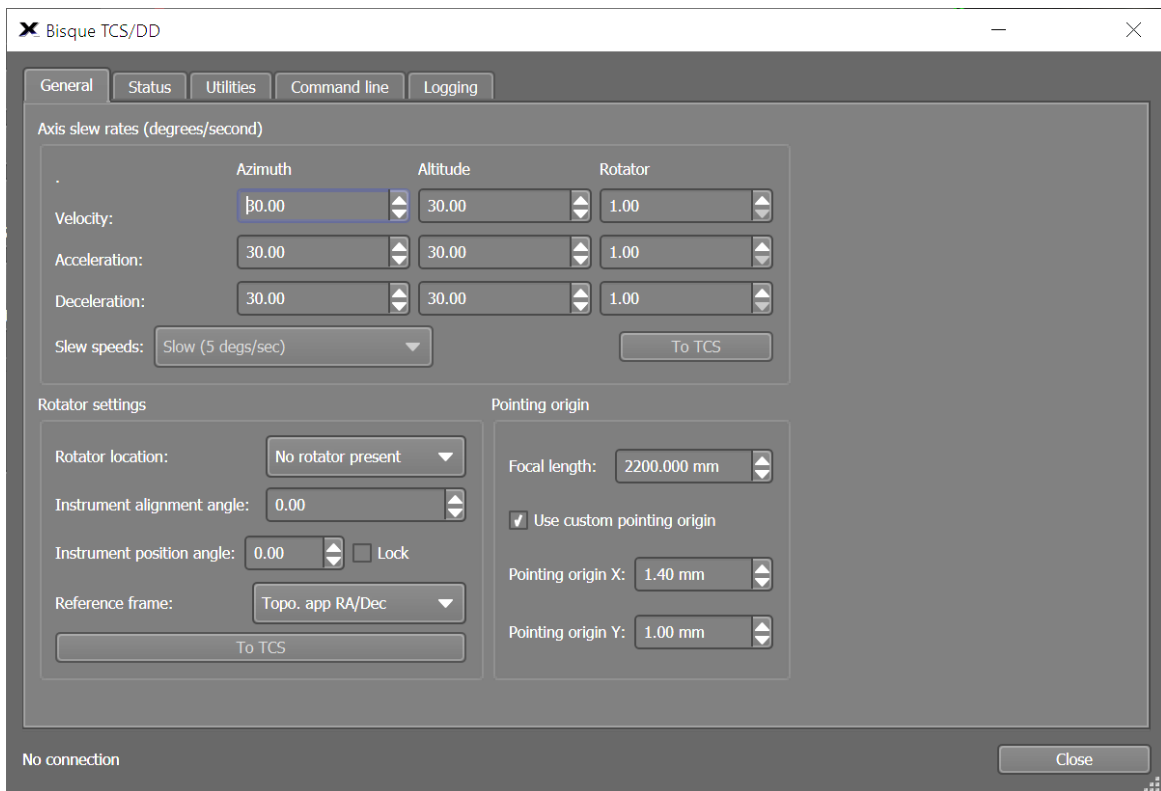 Bisque TCS/DD
General Status Utilities Command line Logging
Axis slew rates (degrees/second)
. Azimuth Altitude Rotator
Velocity: 30.00 30.00 1.00
Acceleration: 30.00 30.00 1.00
Deceleration: 30.00 30.00 1.00
Slew speeds: Slow (5 degs/sec) To TCS
Rotator settings
Rotator location: No rotator present
Instrument alignment angle: 0.00
Instrument position angle: 0.00 Lock
Reference frame: Topo. app RA/Dec
To TCS
Pointing origin
Focal length: 2200.000 mm
Use custom pointing origin
Pointing origin X: 1.40 mm
Pointing origin Y: 1.00 mm
No connection Close